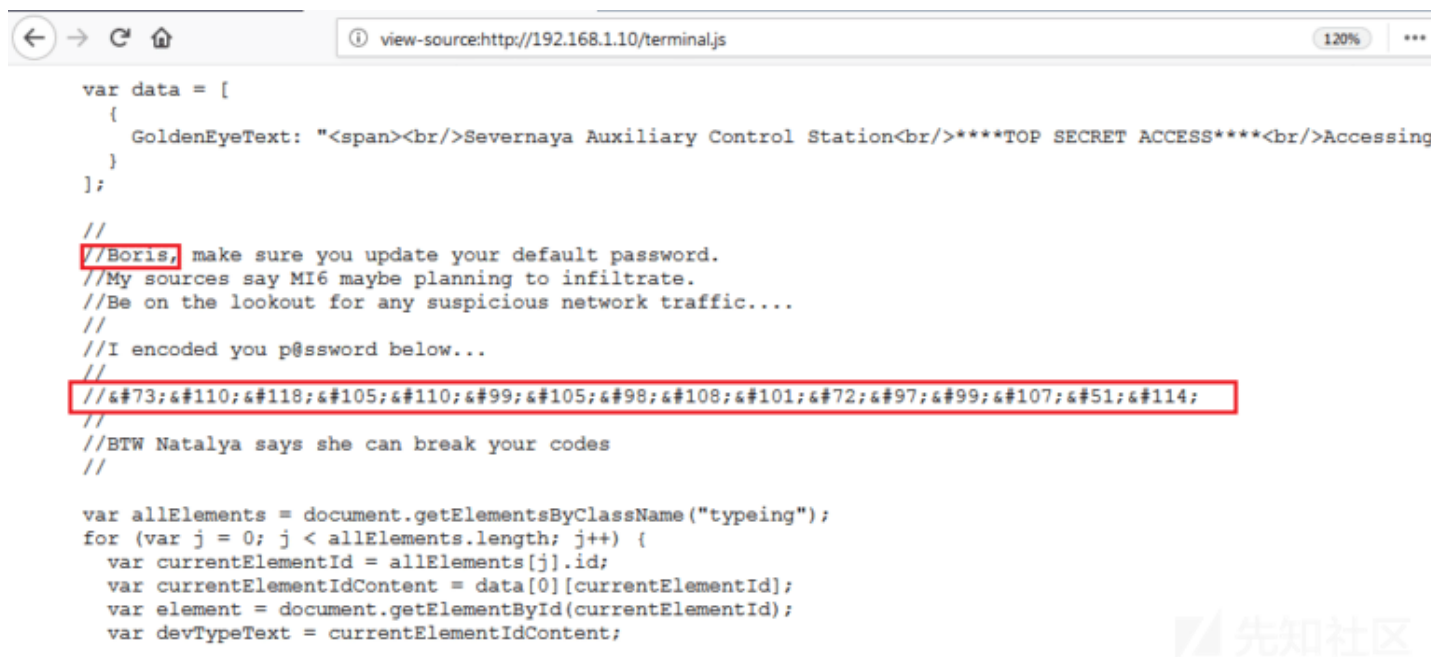 view-source:http://192.168.1.10/terminal.js 120%
var data = [
{
GoldenEyeText: "<span><br/>Severnaya Auxiliary Control Station<br/>****TOP SECRET ACCESS****<br/>Accessing
}
];
//
//Boris, make sure you update your default password.
//My sources say MI6 maybe planning to infiltrate.
//Be on the lookout for any suspicious network traffic....
//
//I encoded you p@ssword below...
//
//&#73;&#110;&#118;&#105;&#110;&#99;&#105;&#98;&#108;&#101;&#72;&#97;&#99;&#107;&#51;&#114;
//
//BTW Natalya says she can break your codes
//
var allElements = document.getElementsByClassName("typeing");
for (var j = 0; j < allElements.length; j++) {
var currentElementId = allElements[j].id;
var currentElementIdContent = data[0][currentElementId];
var element = document.getElementById(currentElementId);
var devTypeText = currentElementIdContent;
先知社区